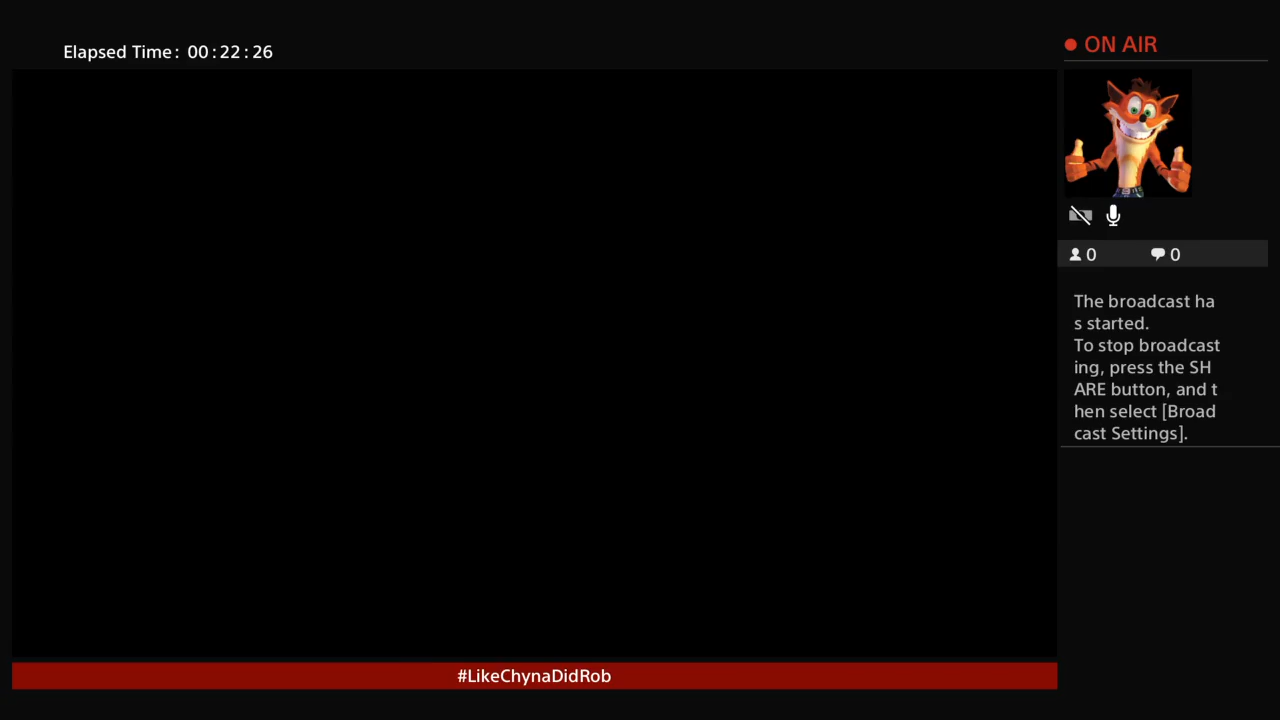 Elapsed Time: 00:22:26
ON AIR
0
0
The broadcast ha
s started.
To stop broadcast
ing, press the SH
ARE button, and t
hen select [Broad
cast Settings].
#LikeChynaDidRob